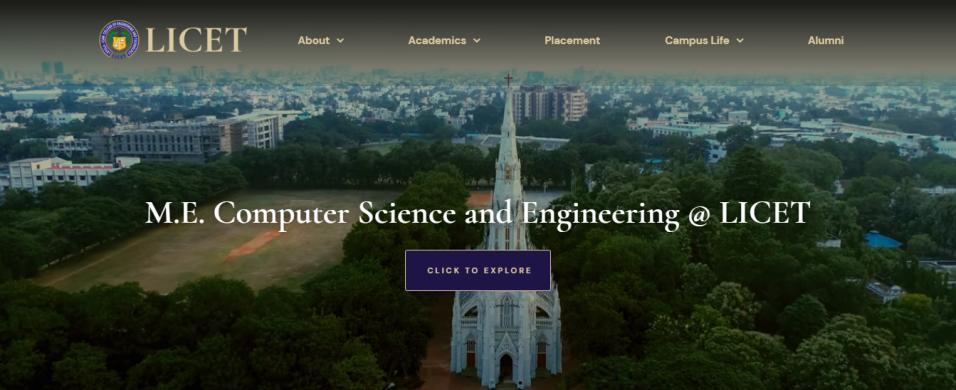 LICET
About
Academics
Placement
Campus Life
Alumni
M.E. Computer Science and Engineering @ LICET
CLICK TO EXPLORE